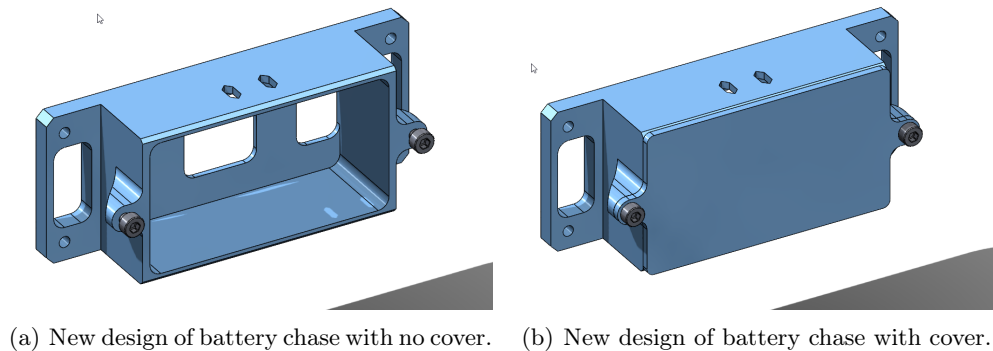 (a) New design of battery chase with no cover.
(b) New design of battery chase with cover.